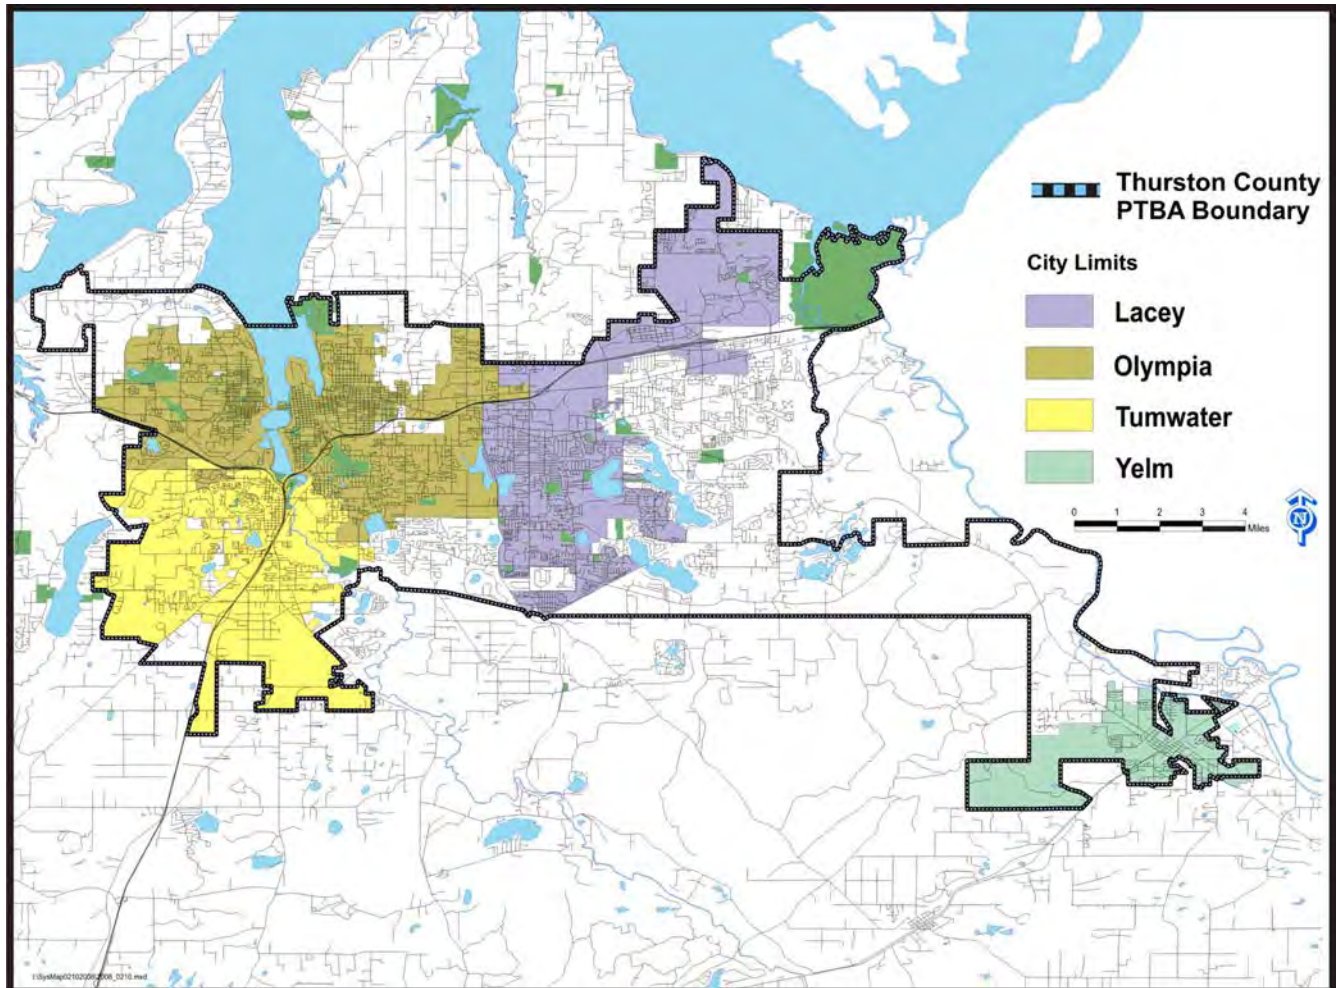 Thurston County
PTBA Boundary
City Limits
Lacey
Olympia
Tumwater
Yelm
0 1 2 3 4
Miles
N